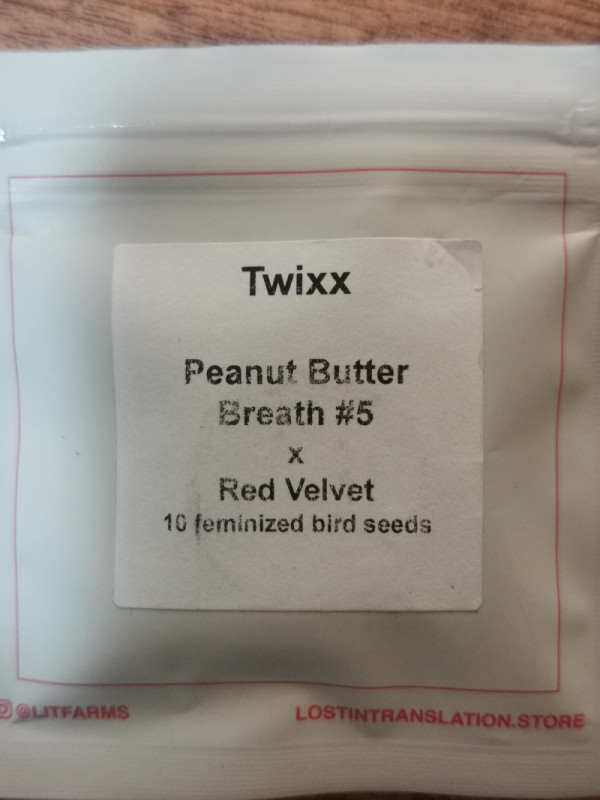 Twixx
Peanut Butter
Breath #5
x
Red Velvet
10 feminized bird seeds
@LITFARMS
LOSTINTRANSLATION.STORE